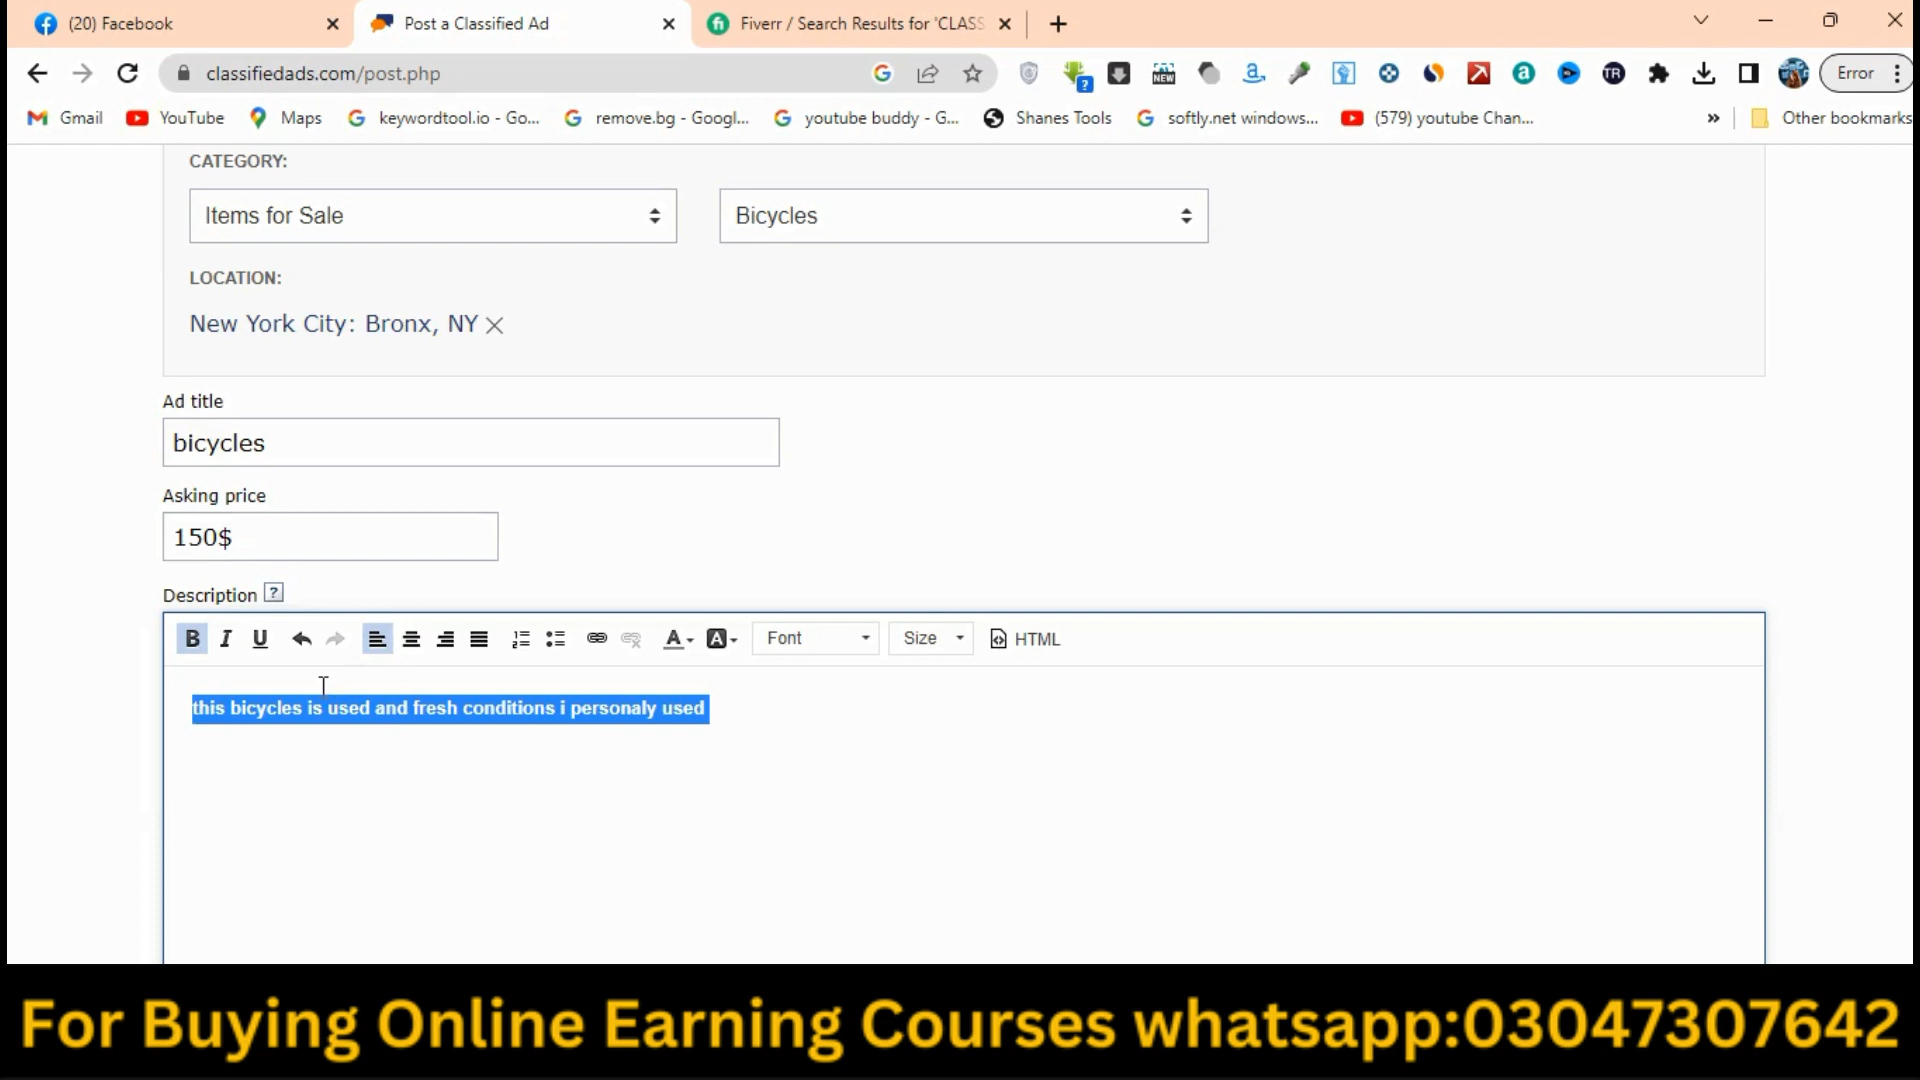 (20) Facebook
Post a Classified Ad
Fiverr / Search Results for 'CLASS
classifiedads.com/post.php
Error
Gmail
YouTube
Maps
keywordtool.io - Go...
remove.bg - Googl...
youtube buddy - G...
Shanes Tools
softly.net windows...
(579) youtube Chan...
»
Other bookmarks
CATEGORY:
Items for Sale
Bicycles
LOCATION:
New York City: Bronx, NY
Ad title
bicycles
Asking price
150$
Description ?
B I U
A
A
Font
Size
HTML
this bicycles is used and fresh conditions i personaly used
For Buying Online Earning Courses whatsapp:03047307642